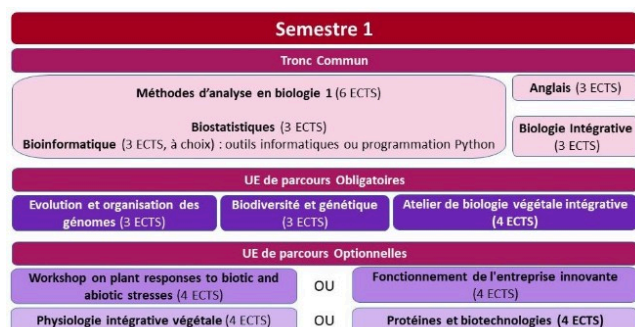 Semestre 1
Tronc Commun
Méthodes d'analyse en biologie 1 (6 ECTS)
Anglais (3 ECTS)
Biostatistiques (3 ECTS)
Bioinformatique (3 ECTS, à choix) : outils informatiques ou programmation Python
Biologie Intégrative
(3 ECTS)
UE de parcours Obligatoires
Evolution et organisation des
génomes (3 ECTS)
Biodiversité et génétique
(3 ECTS)
Atelier de biologie végétale intégrative
(4 ECTS)
UE de parcours Optionnelles
Workshop on plant responses to biotic and
abiotic stresses (4 ECTS)
OU
Fonctionnement de l'entreprise innovante
(4 ECTS)
Physiologie intégrative végétale (4 ECTS)
OU
Protéines et biotechnologies (4 ECTS)